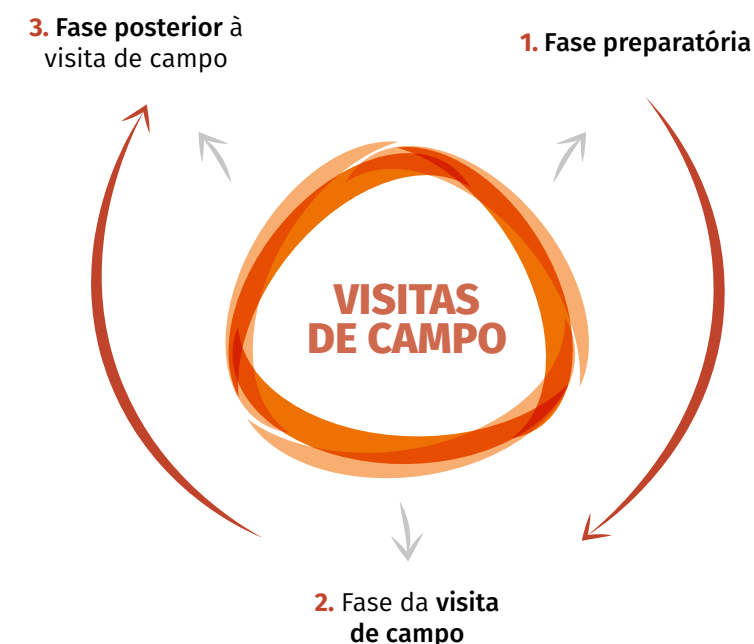 3. Fase posterior à
visita de campo
1. Fase preparatória
VISITAS
DE CAMPO
2. Fase da visita
de campo